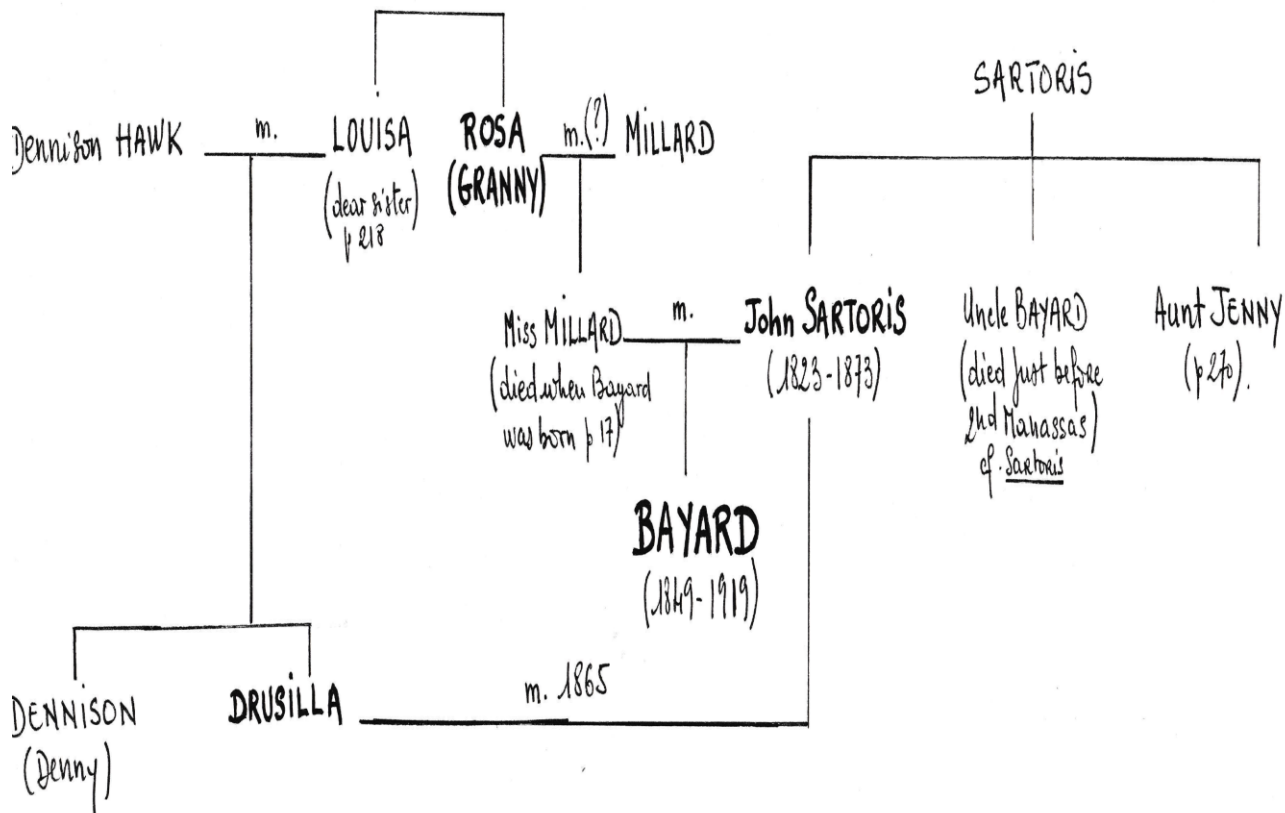 SARTORIS
Dennison HAWK m. LOUISA ROSA m.(?) MILLARD
(dear sister (GRANNY)
p 218)
Miss MILLARD m. John SARTORIS Uncle BAYARD Aunt JENNY
(died when Bayard (1823-1873) (died just before (p 270).
was born p 17) 2nd Manassas)
cf. Sartoris
BAYARD
(1849-1919)
DENNISON DRUSILLA m. 1865
(Denny)